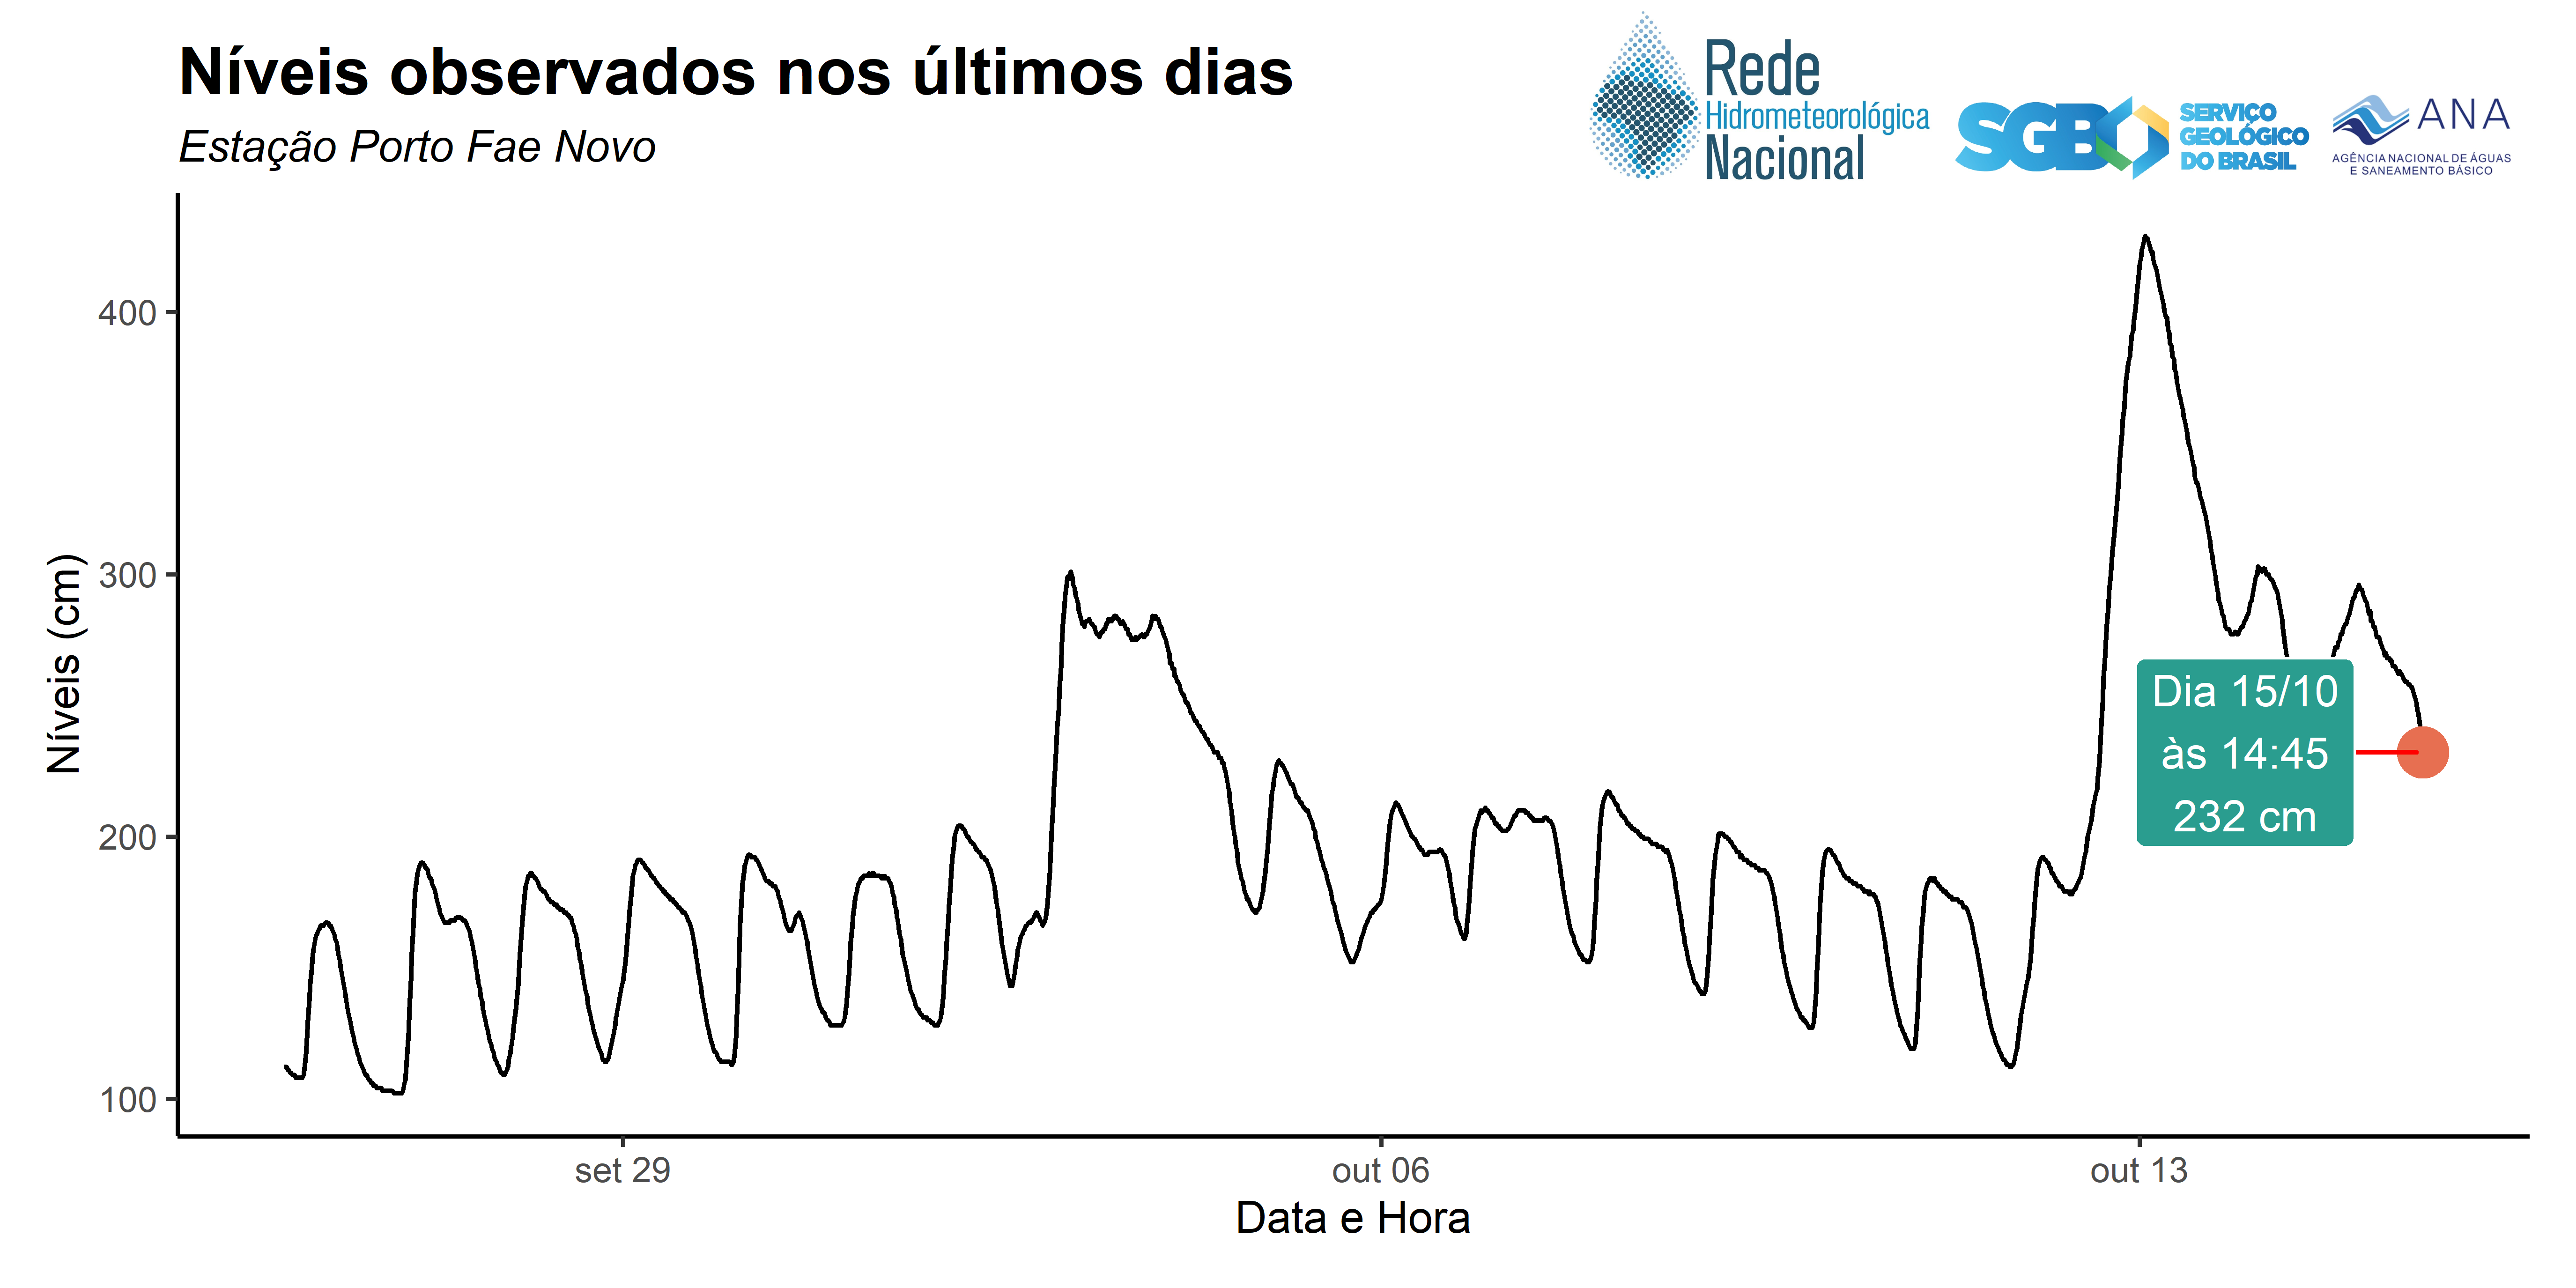 Níveis observados nos últimos dias
Estação Porto Fae Novo
Rede
Hidrometeorológica
Nacional
SGB
SERVIÇO
GEOLÓGICO
DO BRASIL
ANA
AGÊNCIA NACIONAL DE ÁGUAS
E SANEAMENTO BÁSICO
Níveis (cm)
400
300
200
100
Dia 15/10
às 14:45
232 cm
set 29
out 06
out 13
Data e Hora